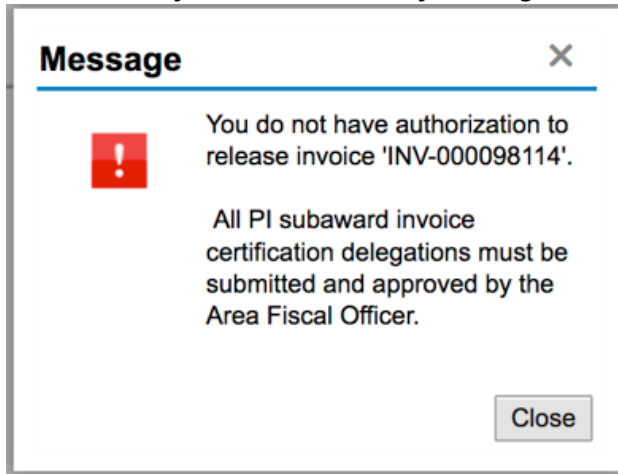 Message
You do not have authorization to
release invoice 'INV-000098114'.
All PI subaward invoice
certification delegations must be
submitted and approved by the
Area Fiscal Officer.
Close